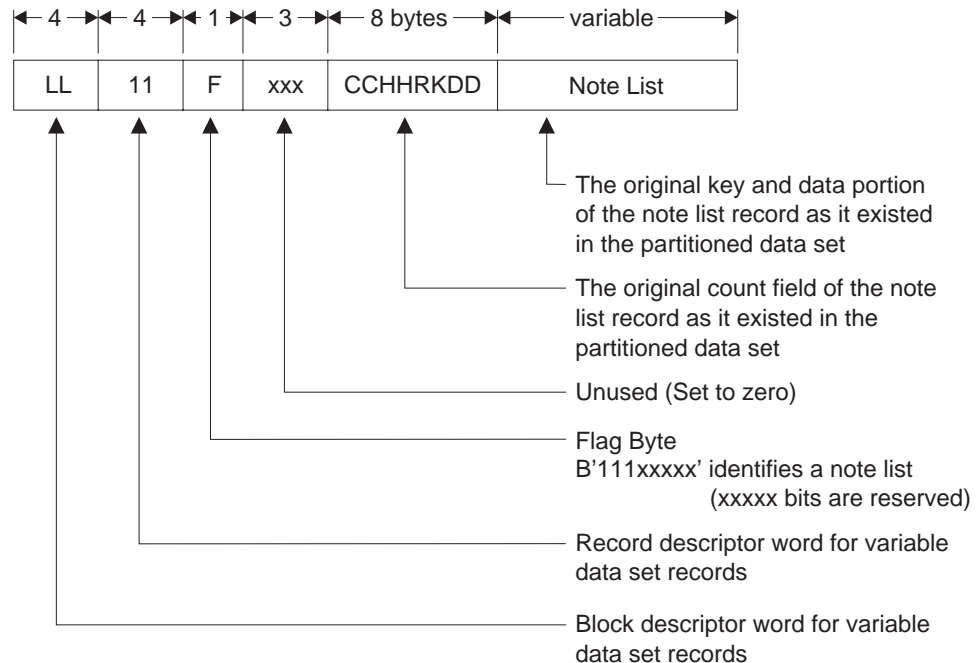 4 4 1 3 8 bytes variable
LL 11 F xxx CCHHRKDD Note List
The original key and data portion
of the note list record as it existed
in the partitioned data set
The original count field of the note
list record as it existed in the
partitioned data set
Unused (Set to zero)
Flag Byte
B'111xxxxx' identifies a note list
(xxxxx bits are reserved)
Record descriptor word for variable
data set records
Block descriptor word for variable
data set records